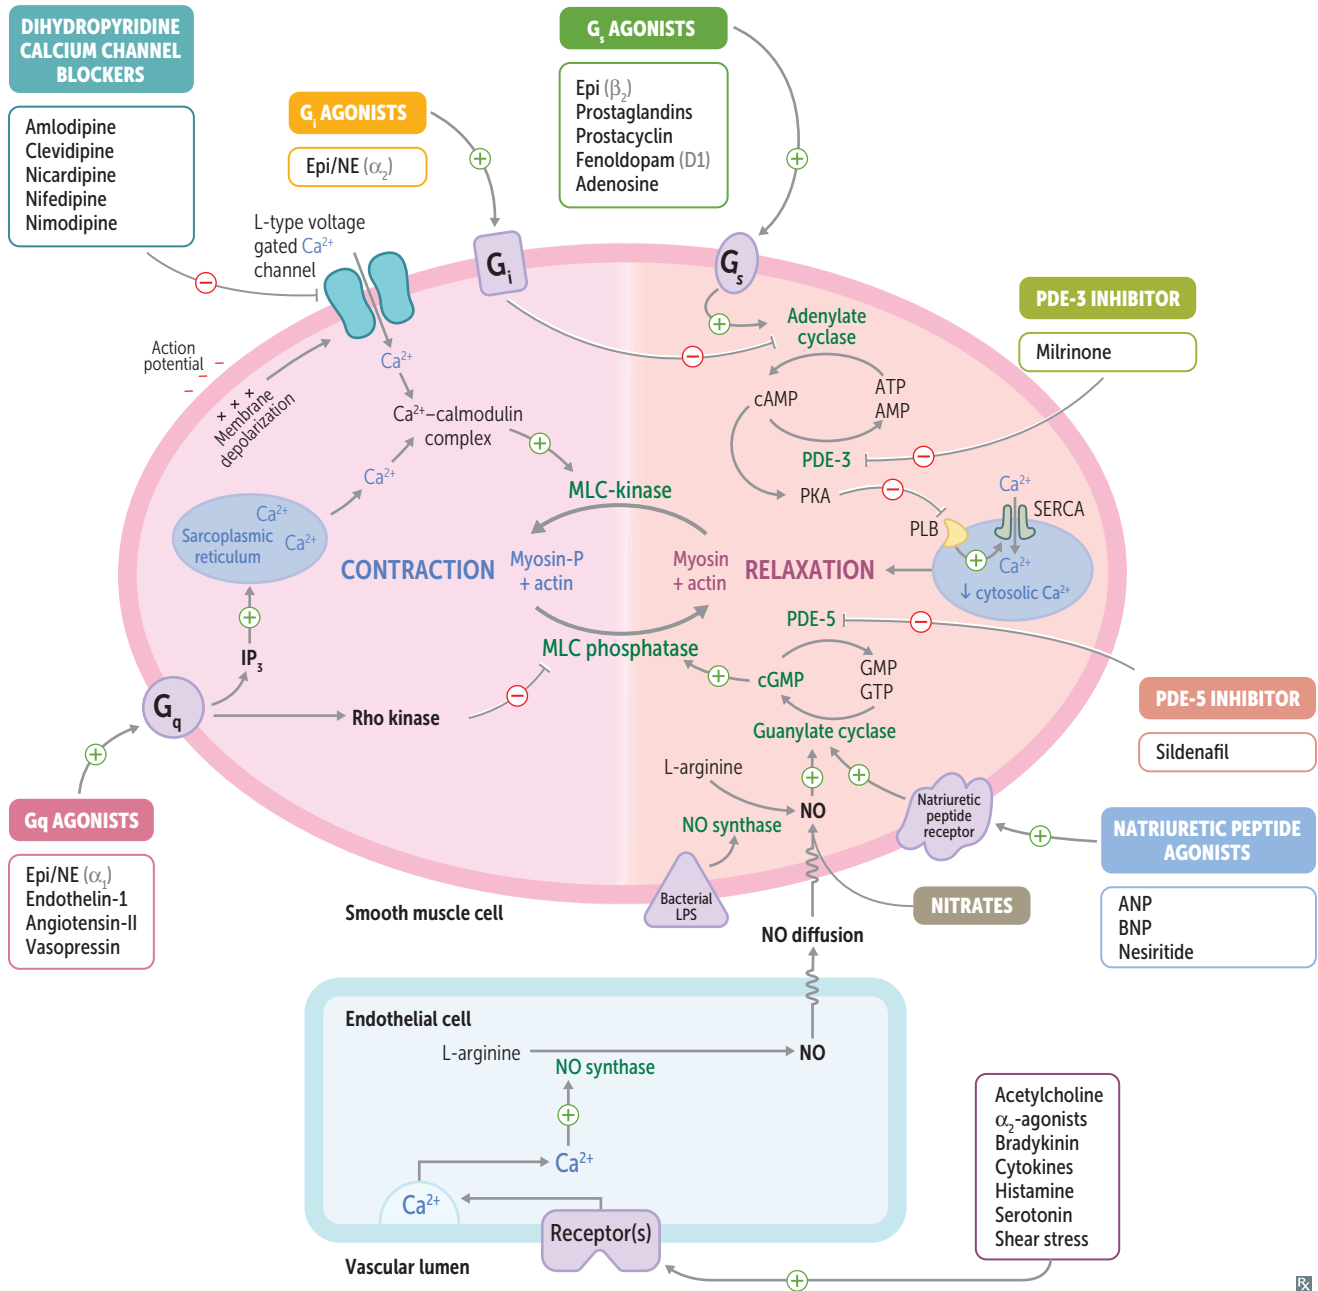 DIHYDROPYRIDINE
CALCIUM CHANNEL
BLOCKERS
Amlodipine
Clevidipine
Nicardipine
Nifedipine
Nimodipine
Gi AGONISTS
Epi/NE (α2)
Gs AGONISTS
Epi (β2)
Prostaglandins
Prostacyclin
Fenoldopam (D1)
Adenosine
L-type voltage
gated Ca2+
channel
Gi
Gs
PDE-3 INHIBITOR
Milrinone
Action
potential
Membrane
depolarization
Ca2+
Ca2+–calmodulin
complex
Ca2+
Adenylate
cyclase
cAMP
ATP
AMP
PDE-3
PKA
PLB
Ca2+
SERCA
Ca2+
↓ cytosolic Ca2+
MLC-kinase
Ca2+
Sarcoplasmic
reticulum
Ca2+
CONTRACTION
Myosin-P
+ actin
Myosin
+ actin
RELAXATION
MLC phosphatase
PDE-5
cGMP
GMP
GTP
Guanylate cyclase
IP3
Gq
Rho kinase
PDE-5 INHIBITOR
Sildenafil
L-arginine
NO
NO synthase
Natriuretic
peptide
receptor
Bacterial
LPS
Gq AGONISTS
Epi/NE (α1)
Endothelin-1
Angiotensin-II
Vasopressin
NATRIURETIC PEPTIDE
AGONISTS
ANP
BNP
Nesiritide
NITRATES
Smooth muscle cell
NO diffusion
Endothelial cell
L-arginine
NO
NO synthase
Ca2+
Ca2+
Receptor(s)
Vascular lumen
Acetylcholine
α2-agonists
Bradykinin
Cytokines
Histamine
Serotonin
Shear stress
RX